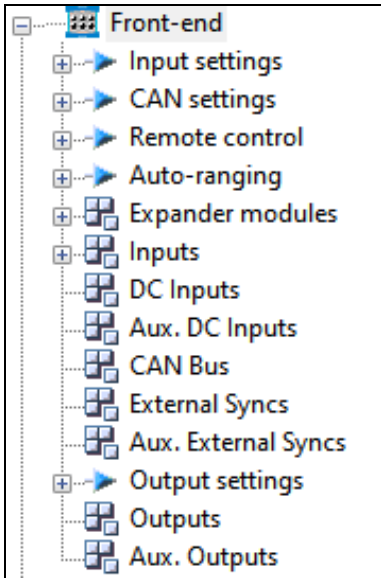 Front-end
Input settings
CAN settings
Remote control
Auto-ranging
Expander modules
Inputs
DC Inputs
Aux. DC Inputs
CAN Bus
External Syncs
Aux. External Syncs
Output settings
Outputs
Aux. Outputs